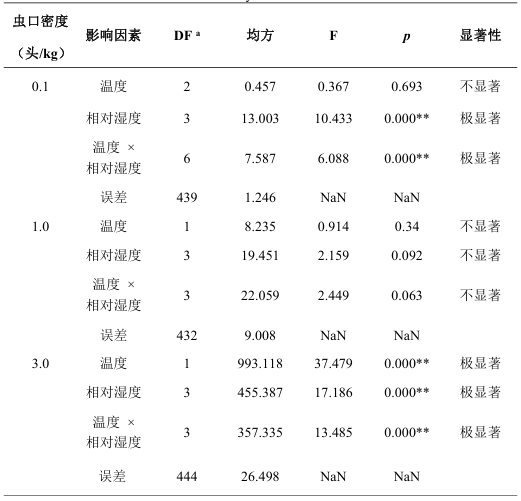 虫口密度（头/kg） 影响因素 DF a 均方 F p 显著性
0.1 温度 2 0.457 0.367 0.693 不显著
相对湿度 3 13.003 10.433 0.000** 极显著
温度 × 相对湿度 6 7.587 6.088 0.000** 极显著
误差 439 1.246 NaN NaN
1.0 温度 1 8.235 0.914 0.34 不显著
相对湿度 3 19.451 2.159 0.092 不显著
温度 × 相对湿度 3 22.059 2.449 0.063 不显著
误差 432 9.008 NaN NaN
3.0 温度 1 993.118 37.479 0.000** 极显著
相对湿度 3 455.387 17.186 0.000** 极显著
温度 × 相对湿度 3 357.335 13.485 0.000** 极显著
误差 444 26.498 NaN NaN